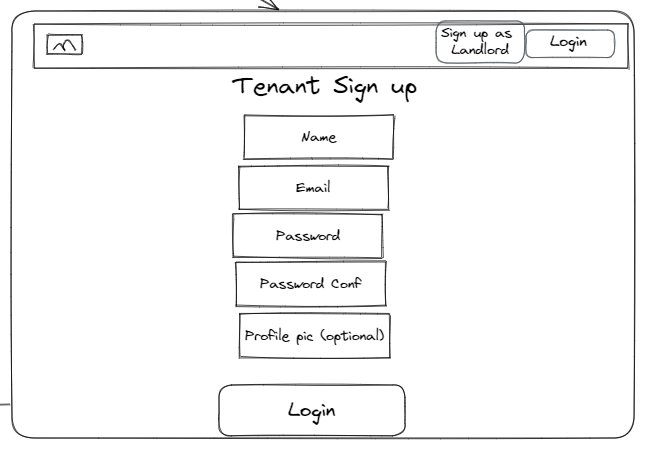 Sign up as
Landlord
Login
Tenant Sign up
Name
Email
Password
Password Conf
Profile pic (optional)
Login